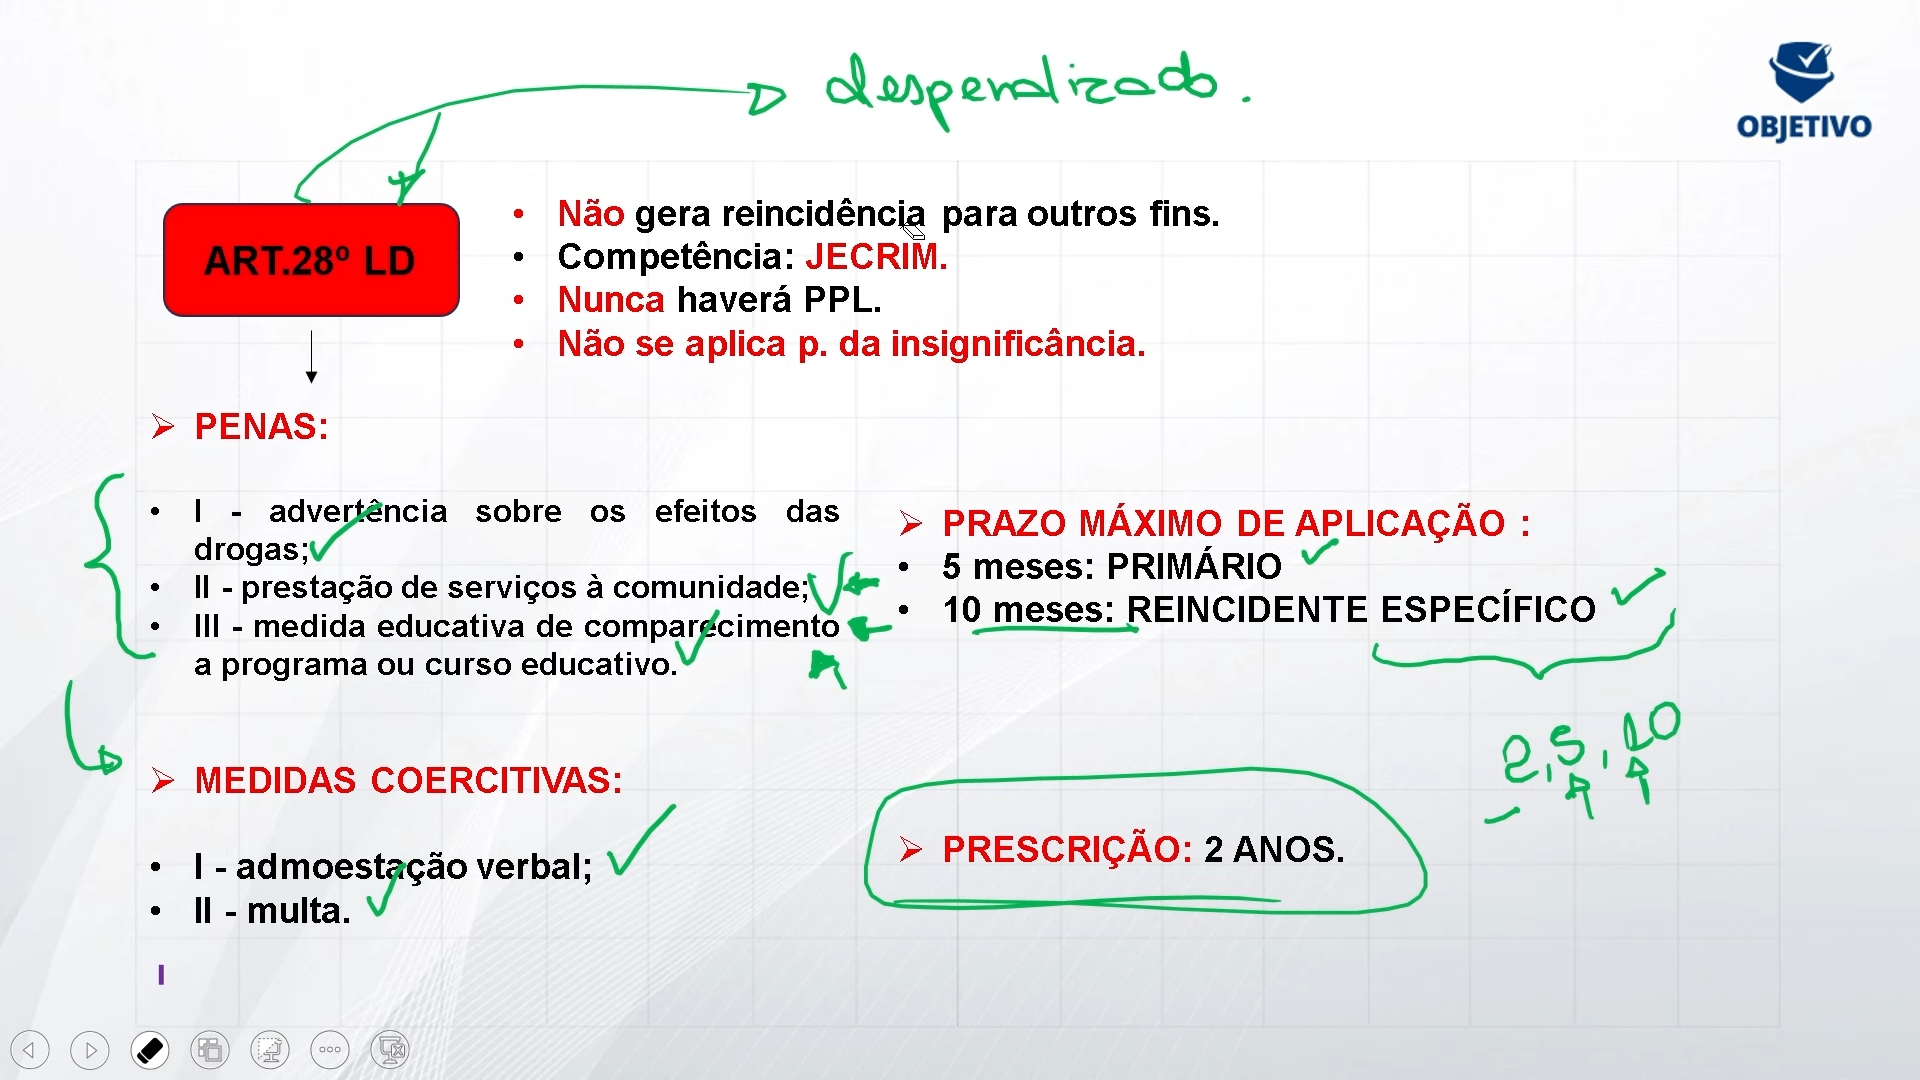 despenalizado.
OBJETIVO
ART.28º LD
• Não gera reincidência para outros fins.
• Competência: JECRIM.
• Nunca haverá PPL.
• Não se aplica p. da insignificância.
➢ PENAS:
• I - advertência sobre os efeitos das
drogas;
• II - prestação de serviços à comunidade;
• III - medida educativa de comparecimento
a programa ou curso educativo.
➢ PRAZO MÁXIMO DE APLICAÇÃO :
• 5 meses: PRIMÁRIO
• 10 meses: REINCIDENTE ESPECÍFICO
2, 5, 10
➢ MEDIDAS COERCITIVAS:
• I - admoestação verbal;
• II - multa.
➢ PRESCRIÇÃO: 2 ANOS.
I